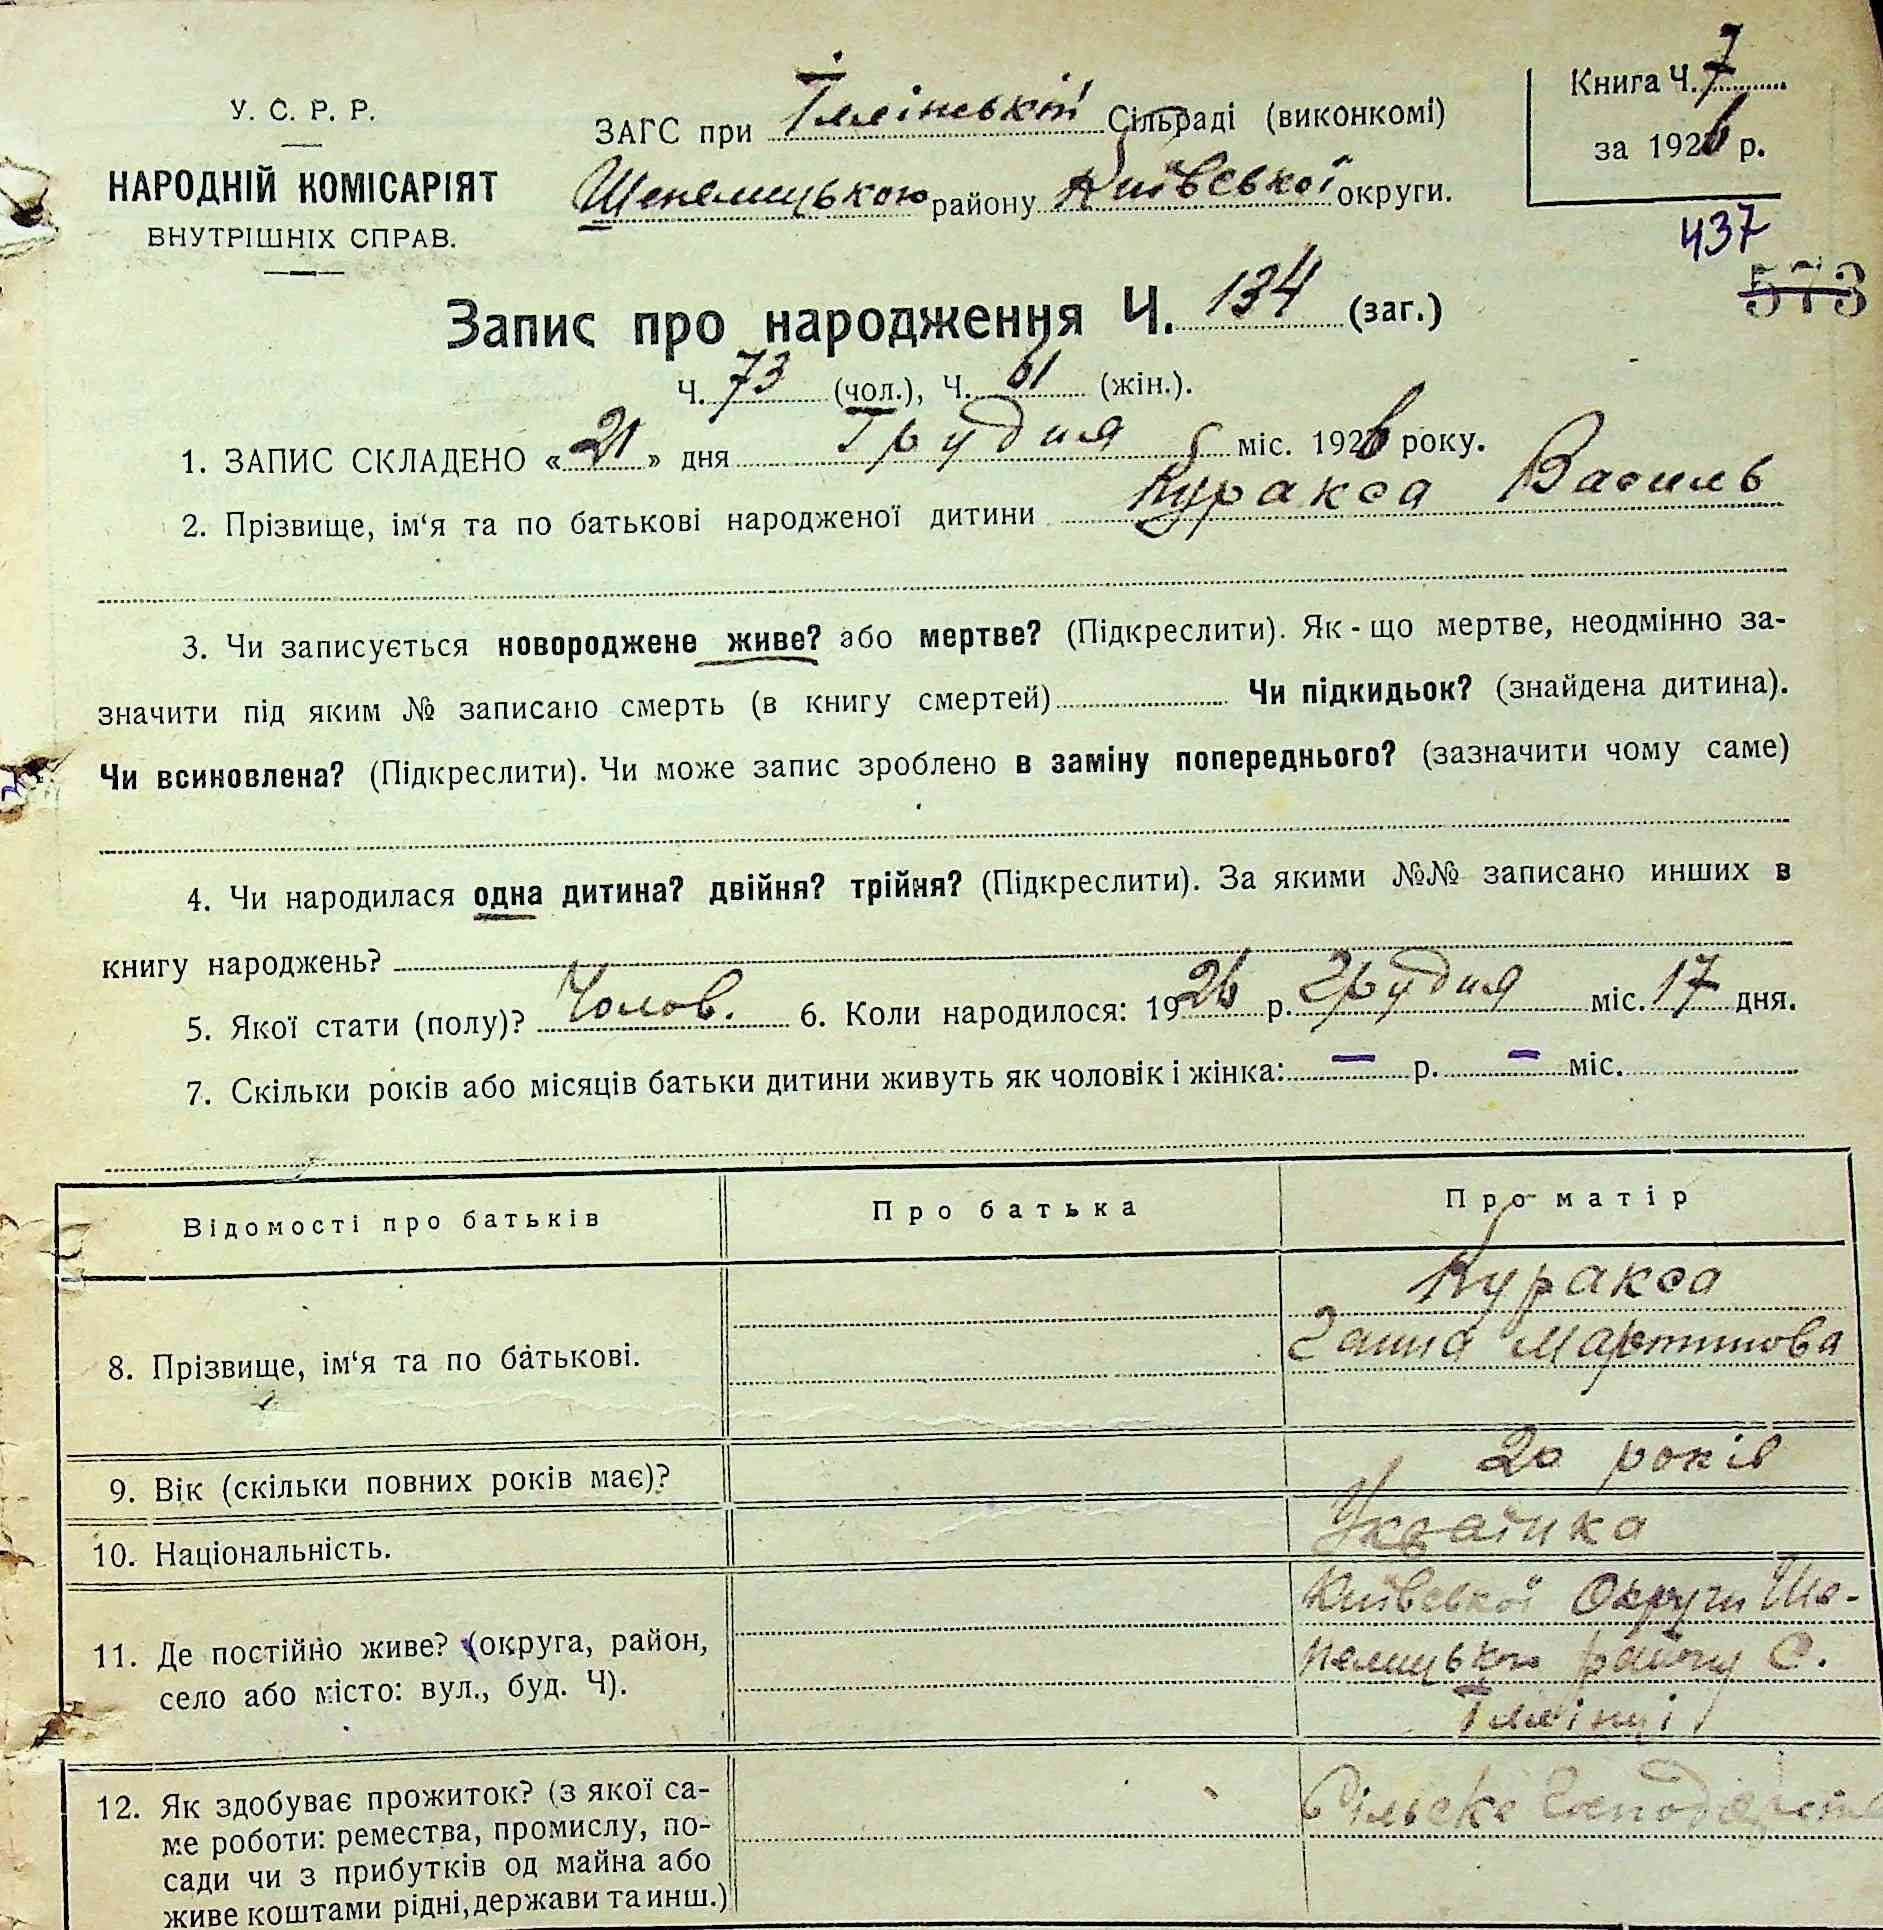 У. С. Р. Р.
НАРОДНІЙ КОМІСАРІЯТ
ВНУТРІШНІХ СПРАВ.
ЗАГС при Іллінській Сільраді (виконкомі)
Шепелицького району Київської округи.
Книга Ч. 7
за 1926 р.
437
573
Запис про народження Ч. 134 (заг.)
Ч. 73 (чол.), Ч. 61 (жін.).
1. ЗАПИС СКЛАДЕНО « 21 » дня Грудня міс. 1926 року.
2. Прізвище, ім‘я та по батькові народженої дитини Куракса Василь
3. Чи записується новороджене живе? або мертве? (Підкреслити). Як-що мертве, неодмінно за-
значити під яким № записано смерть (в книгу смертей) Чи підкидьок? (знайдена дитина).
Чи всиновлена? (Підкреслити). Чи може запис зроблено в заміну попереднього? (зазначити чому саме)
4. Чи народилася одна дитина? двійня? трійня? (Підкреслити). За якими №№ записано инших в
книгу народжень?
5. Якої стати (полу)? Чолов. 6. Коли народилося: 1926 р. Грудня міс. 17 дня.
7. Скільки років або місяців батьки дитини живуть як чоловік і жінка: – р. – міс.
Відомості про батьків Про батька Про матір
Куракса
8. Прізвище, ім‘я та по батькові. Ганна Мартинова
9. Вік (скільки повних років має)? 20 років
10. Національність. Україїнка
Київської Округи Ше-
11. Де постійно живе? (округа, район, пелицького району С.
село або місто: вул., буд. Ч). Іллінці
12. Як здобуває прожиток? (з якої са- Сільське Господарств
ме роботи: ремества, промислу, по-
сади чи з прибутків од майна або
живе коштами рідні, держави та инш.)